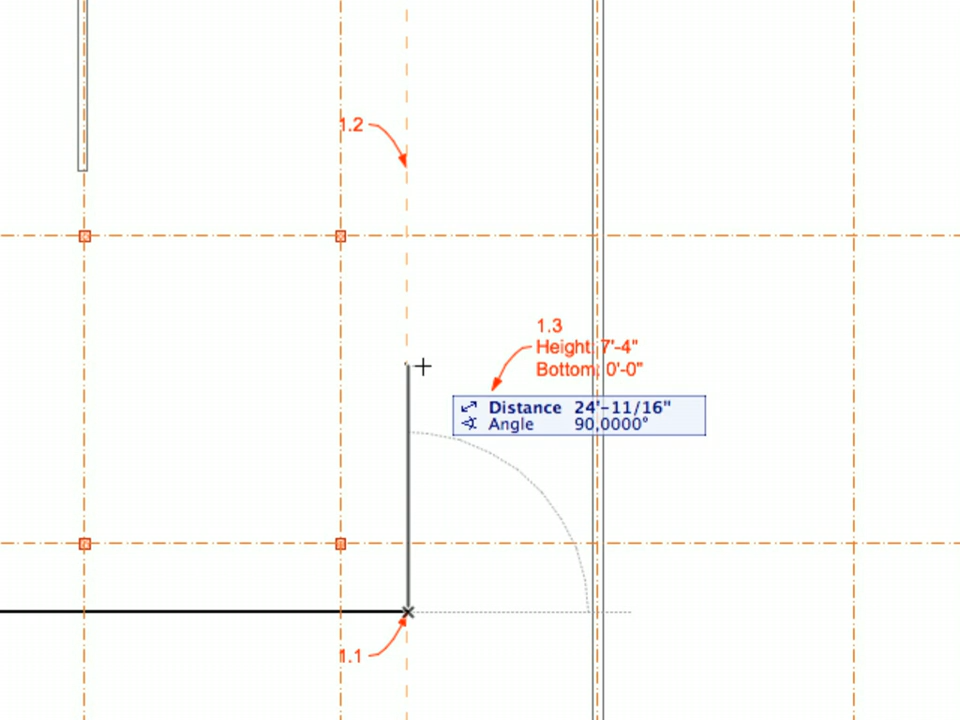 1.2
1.3
Height: 7'-4"
Bottom: 0'-0"
Distance 24'-11/16"
Angle 90,0000°
1.1